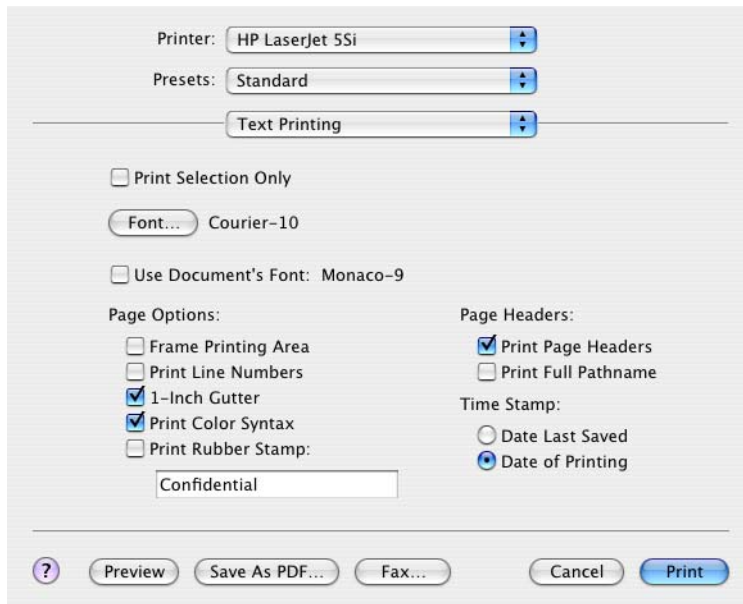 Printer: HP LaserJet 5Si
Presets: Standard
Text Printing
Print Selection Only
Font... Courier-10
Use Document's Font: Monaco-9
Page Options:
Frame Printing Area
Print Line Numbers
1-Inch Gutter
Print Color Syntax
Print Rubber Stamp:
Confidential
Page Headers:
Print Page Headers
Print Full Pathname
Time Stamp:
Date Last Saved
Date of Printing
? Preview Save As PDF... Fax... Cancel Print